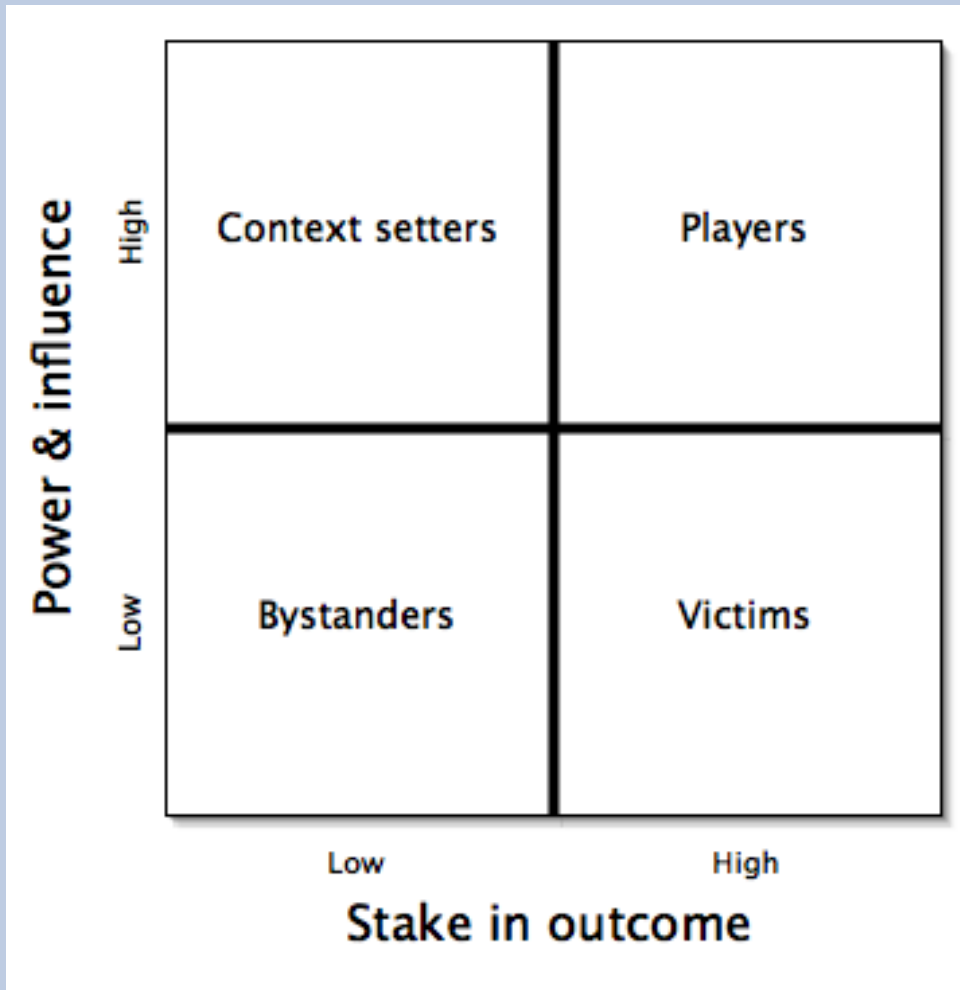 Power & influence
High
Low
Context setters
Players
Bystanders
Victims
Low
High
Stake in outcome